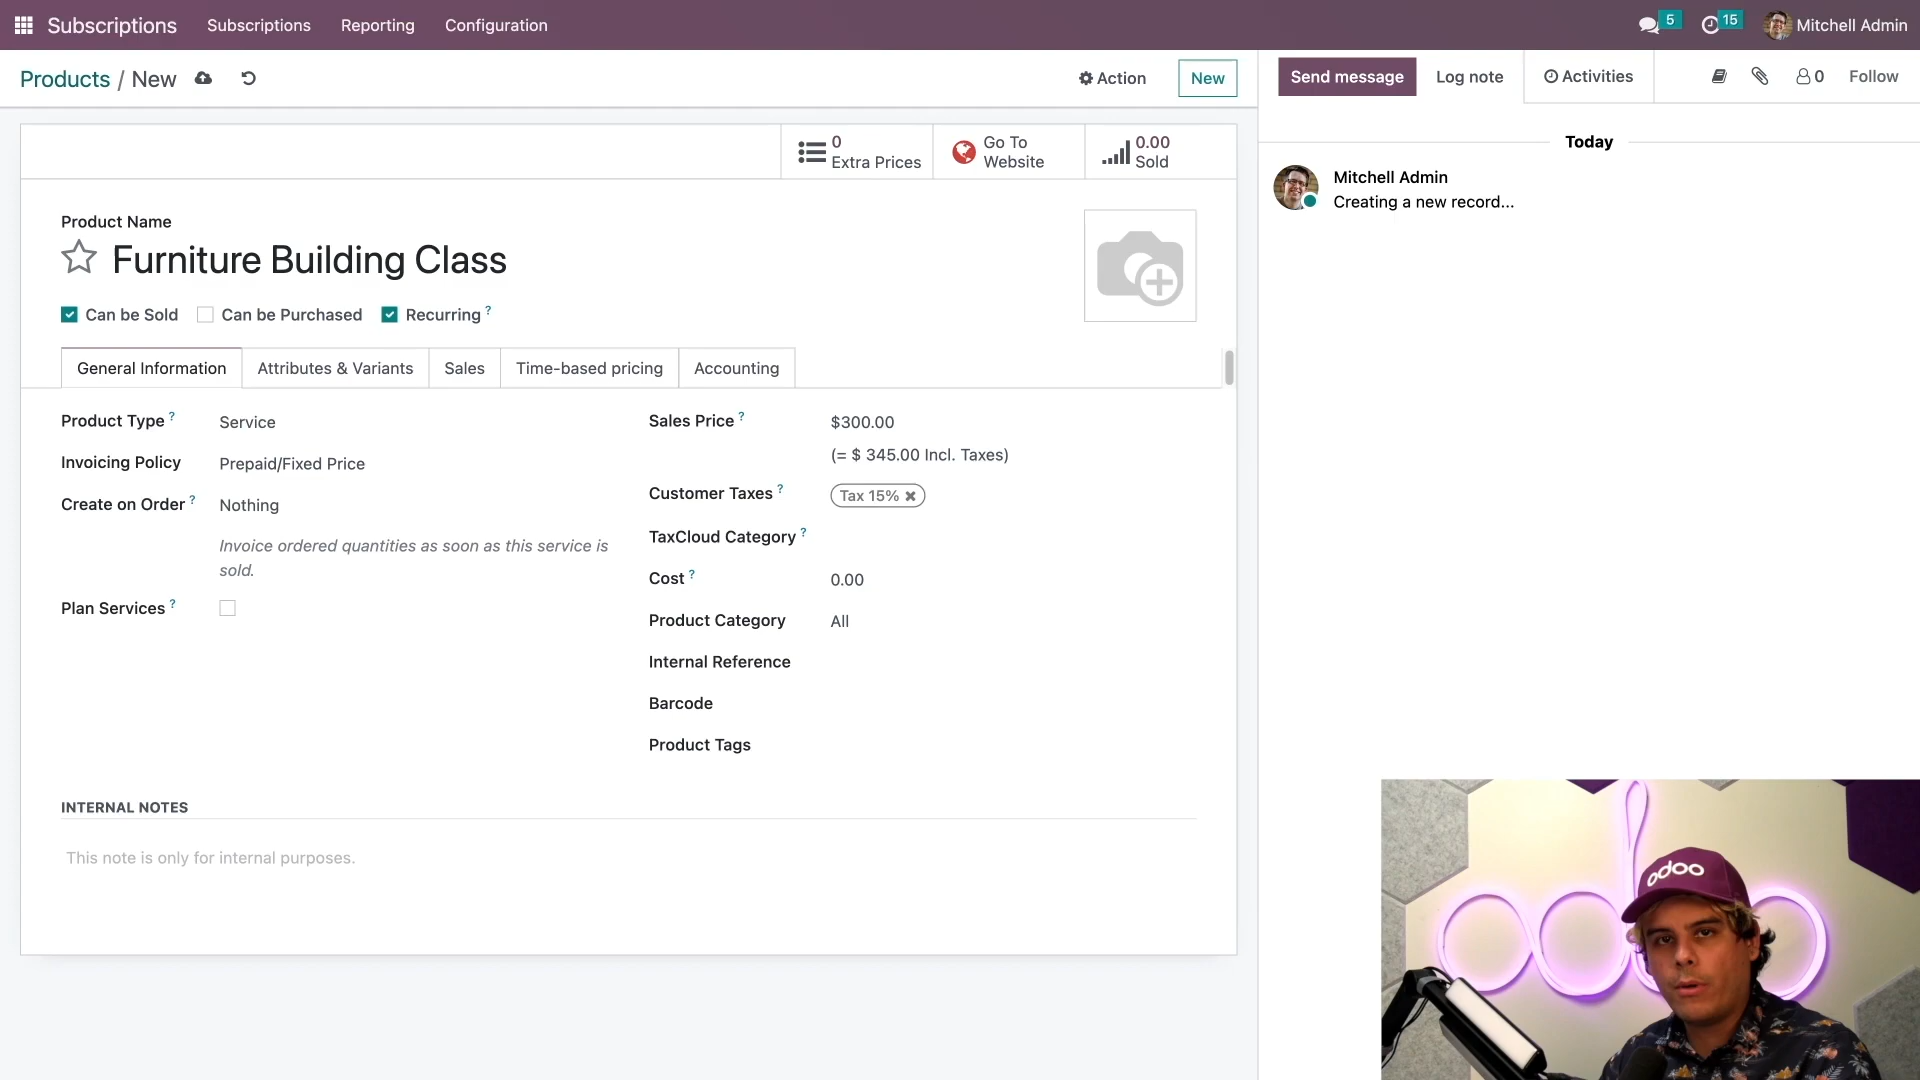 Subscriptions Subscriptions Reporting Configuration 5 15 Mitchell Admin
Products / New Action New
Send message Log note Activities 0 Follow
0 Extra Prices
Go To Website
0.00 Sold
Today
Mitchell Admin
Creating a new record...
Product Name
Furniture Building Class
Can be Sold Can be Purchased Recurring ?
General Information Attributes & Variants Sales Time-based pricing Accounting
Product Type ? Service
Invoicing Policy Prepaid/Fixed Price
Create on Order ? Nothing
Invoice ordered quantities as soon as this service is
sold.
Plan Services ?
Sales Price ? $300.00
(= $ 345.00 Incl. Taxes)
Customer Taxes ? Tax 15% ✖
TaxCloud Category ?
Cost ? 0.00
Product Category All
Internal Reference
Barcode
Product Tags
INTERNAL NOTES
This note is only for internal purposes.
odoo
odoo